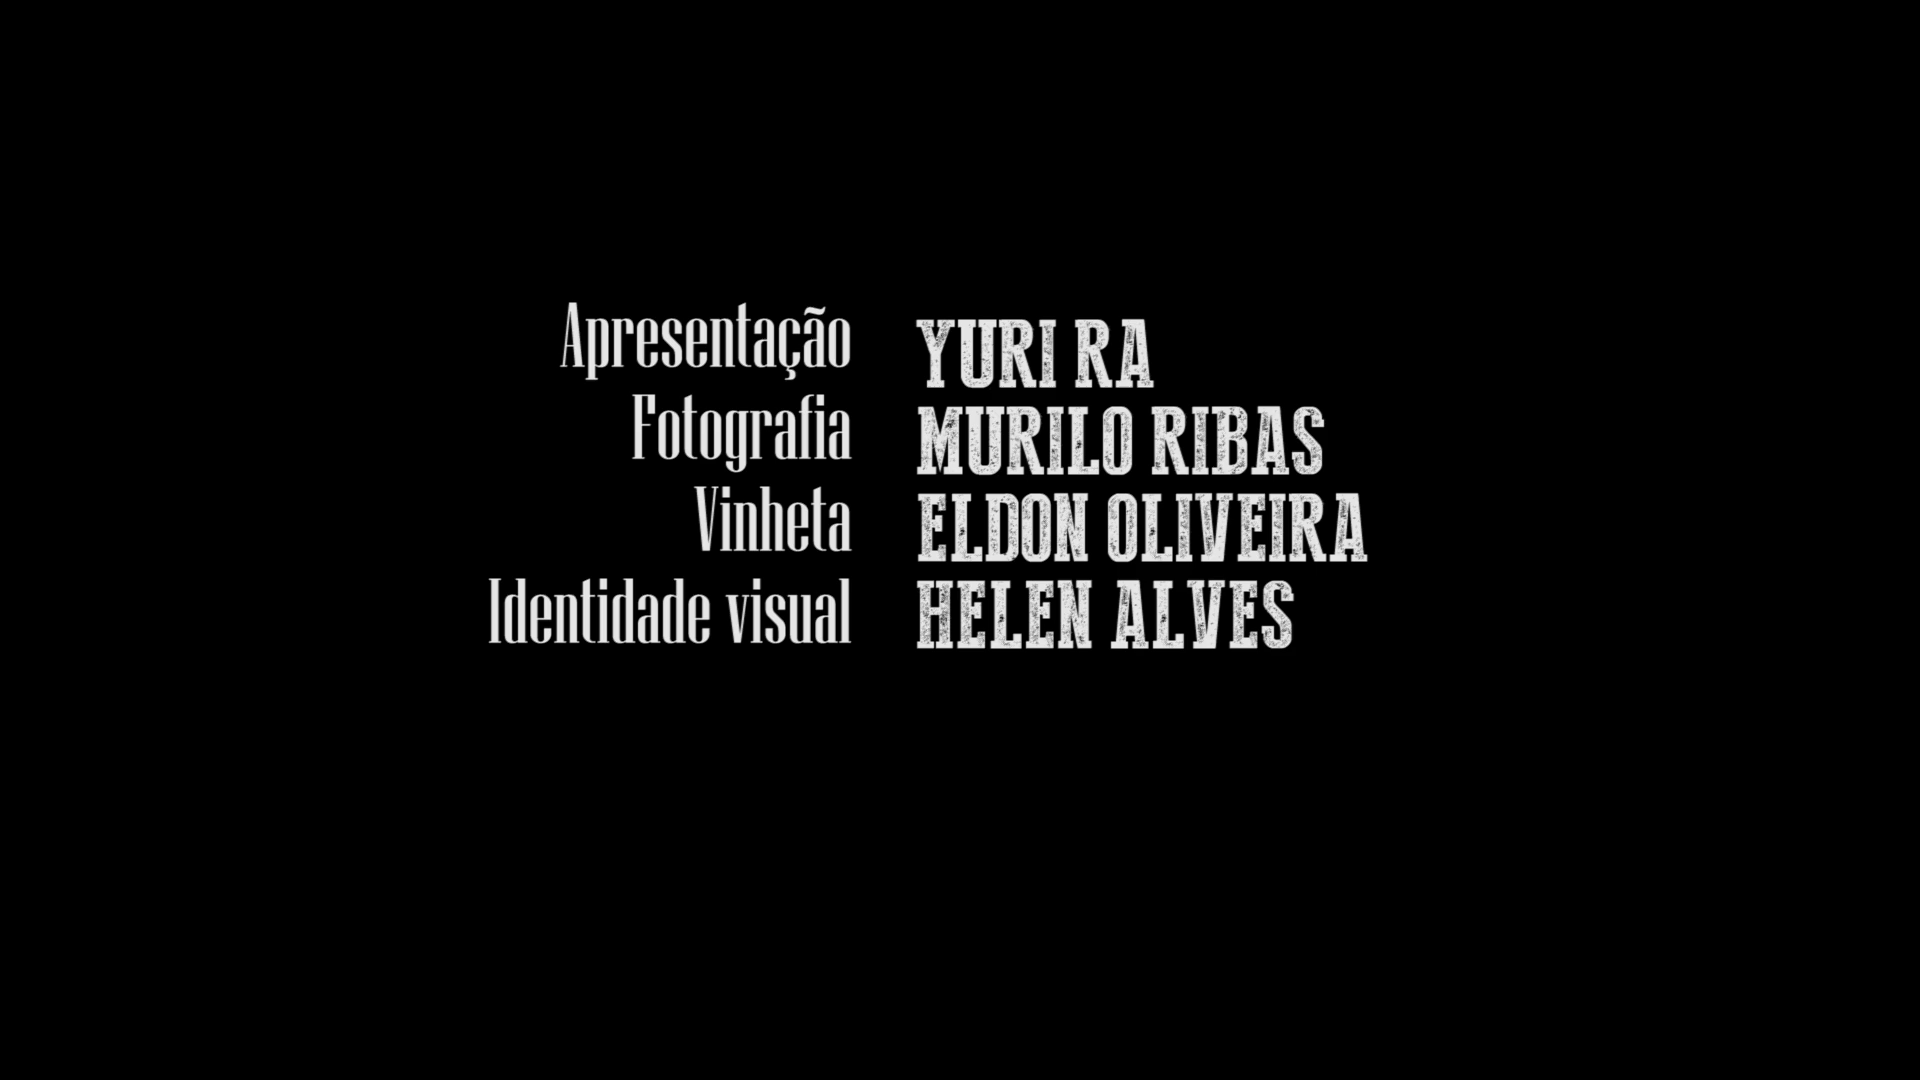 Apresentação YURI RA
Fotografia MURILO RIBAS
Vinheta ELDON OLIVEIRA
Identidade visual HELEN ALVES